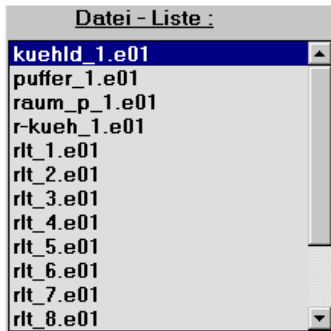 Datei - Liste :
kuehld_1.e01
puffer_1.e01
raum_p_1.e01
r-kueh_1.e01
rlt_1.e01
rlt_2.e01
rlt_3.e01
rlt_4.e01
rlt_5.e01
rlt_6.e01
rlt_7.e01
rlt_8.e01